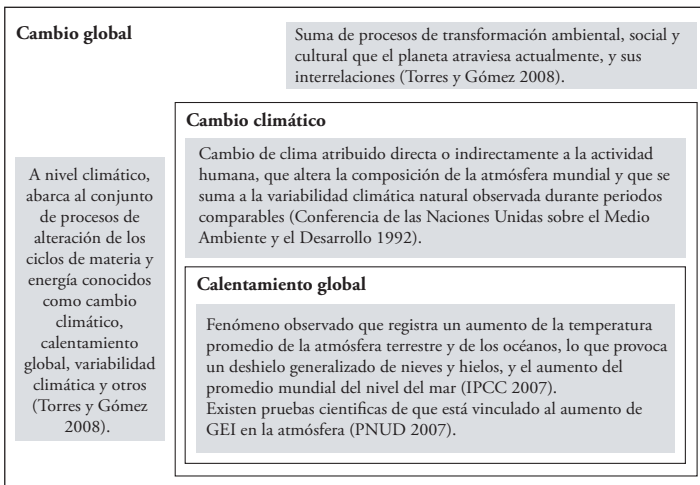 Cambio global
Suma de procesos de transformación ambiental, social y
cultural que el planeta atraviesa actualmente, y sus
interrelaciones (Torres y Gómez 2008).
A nivel climático,
abarca al conjunto
de procesos de
alteración de los
ciclos de materia y
energía conocidos
como cambio
climático,
calentamiento
global, variabilidad
climática y otros
(Torres y Gómez
2008).
Cambio climático
Cambio de clima atribuido directa o indirectamente a la actividad
humana, que altera la composición de la atmósfera mundial y que se
suma a la variabilidad climática natural observada durante periodos
comparables (Conferencia de las Naciones Unidas sobre el Medio
Ambiente y el Desarrollo 1992).
Calentamiento global
Fenómeno observado que registra un aumento de la temperatura
promedio de la atmósfera terrestre y de los océanos, lo que provoca
un deshielo generalizado de nieves y hielos, y el aumento del
promedio mundial del nivel del mar (IPCC 2007).
Existen pruebas cientificas de que está vinculado al aumento de
GEI en la atmósfera (PNUD 2007).